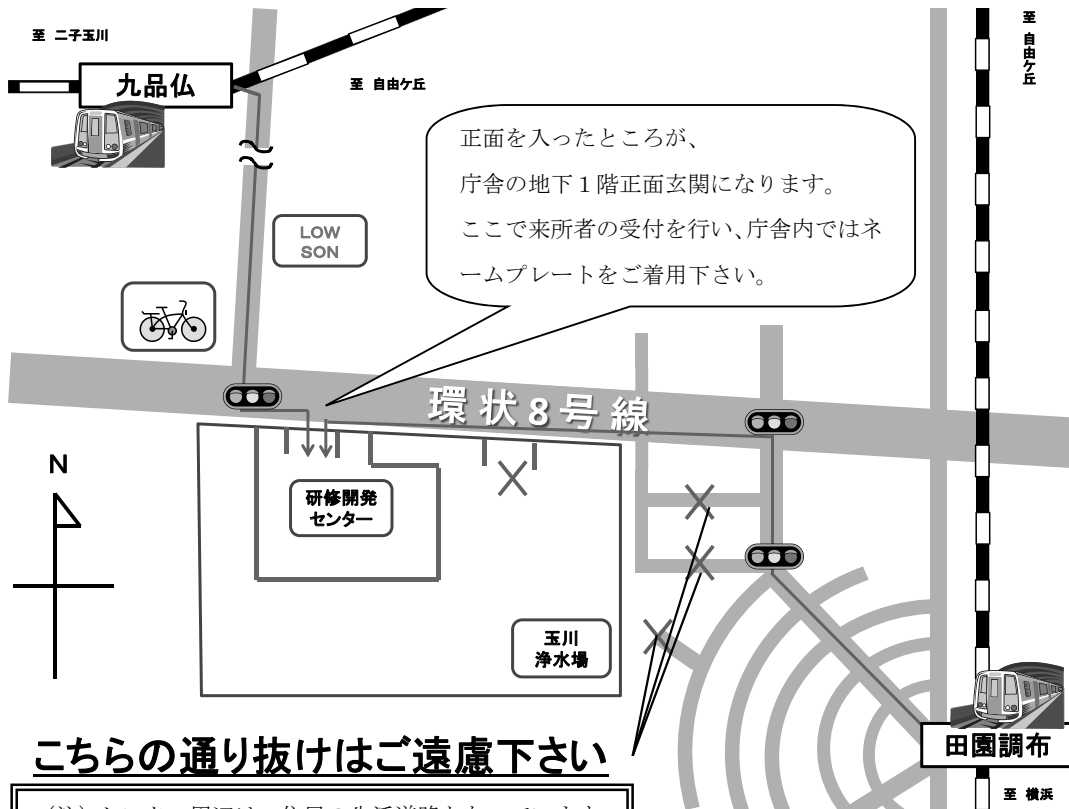 至 二子玉川
九品仏
至 自由ケ丘
至 自由ケ丘
正面を入ったところが、
庁舎の地下1階正面玄関になります。
ここで来所者の受付を行い、庁舎内ではネ
ームプレートをご着用下さい。
LOW
SON
環状8号線
N
研修開発
センター
玉川
浄水場
田園調布
至 横浜
こちらの通り抜けはご遠慮下さい